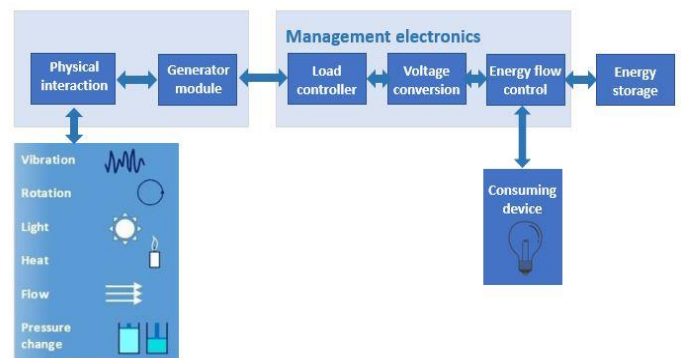 Management electronics
Physical
interaction
Generator
module
Load
controller
Voltage
conversion
Energy flow
control
Energy
storage
Vibration
Rotation
Light
Heat
Flow
Pressure
change
Consuming
device